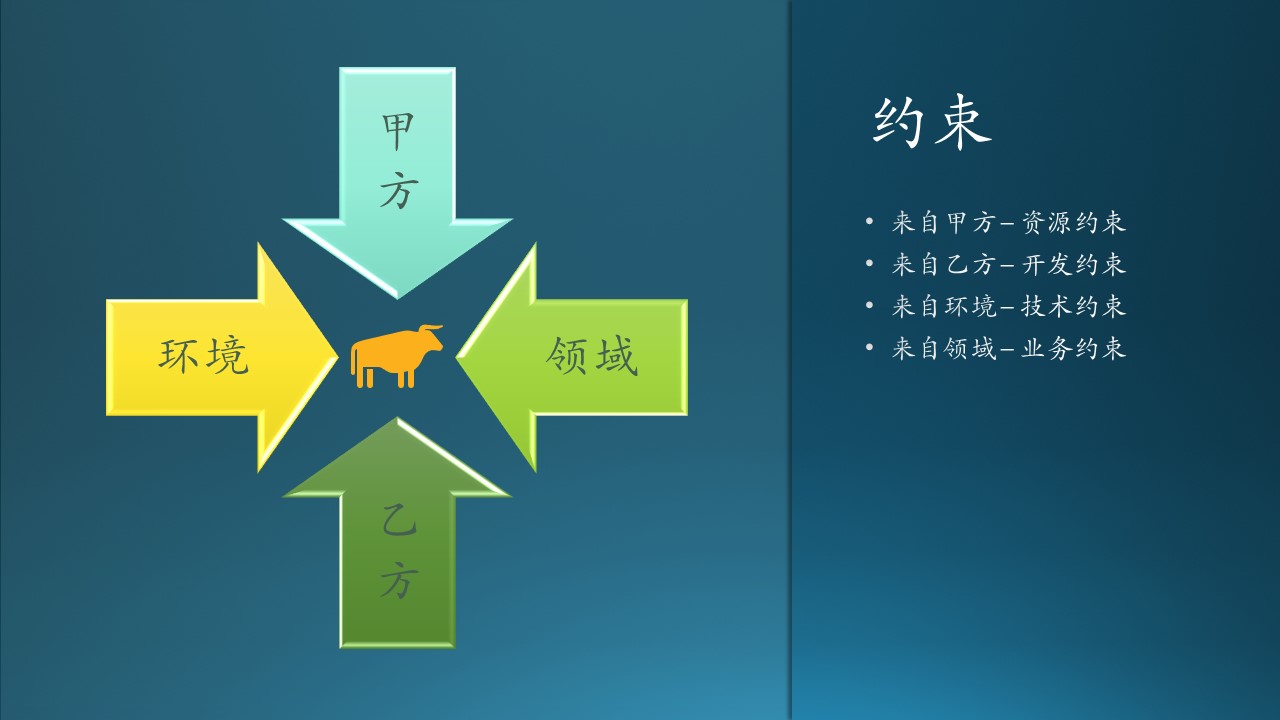 甲方
环境
领域
乙方
约束
• 来自甲方–资源约束
• 来自乙方–开发约束
• 来自环境–技术约束
• 来自领域–业务约束